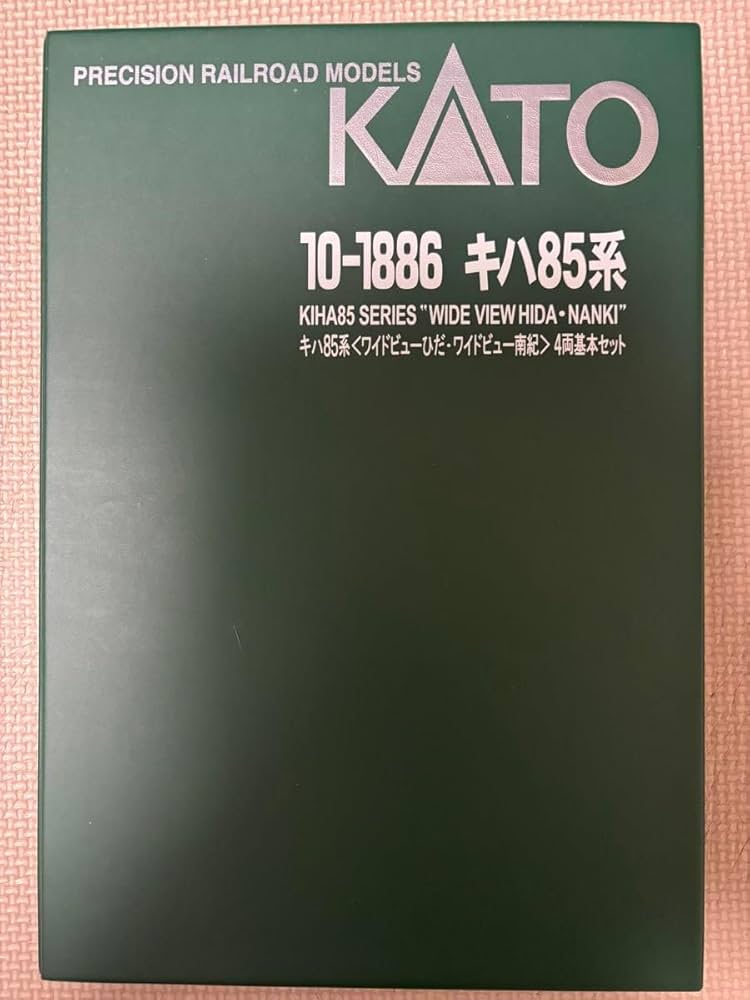 PRECISION RAILROAD MODELS
KATO
10-1886 キハ85系
KIHA85 SERIES "WIDE VIEW HIDA・NANKI"
キハ85系〈ワイドビューひだ・ワイドビュー南紀〉4両基本セット